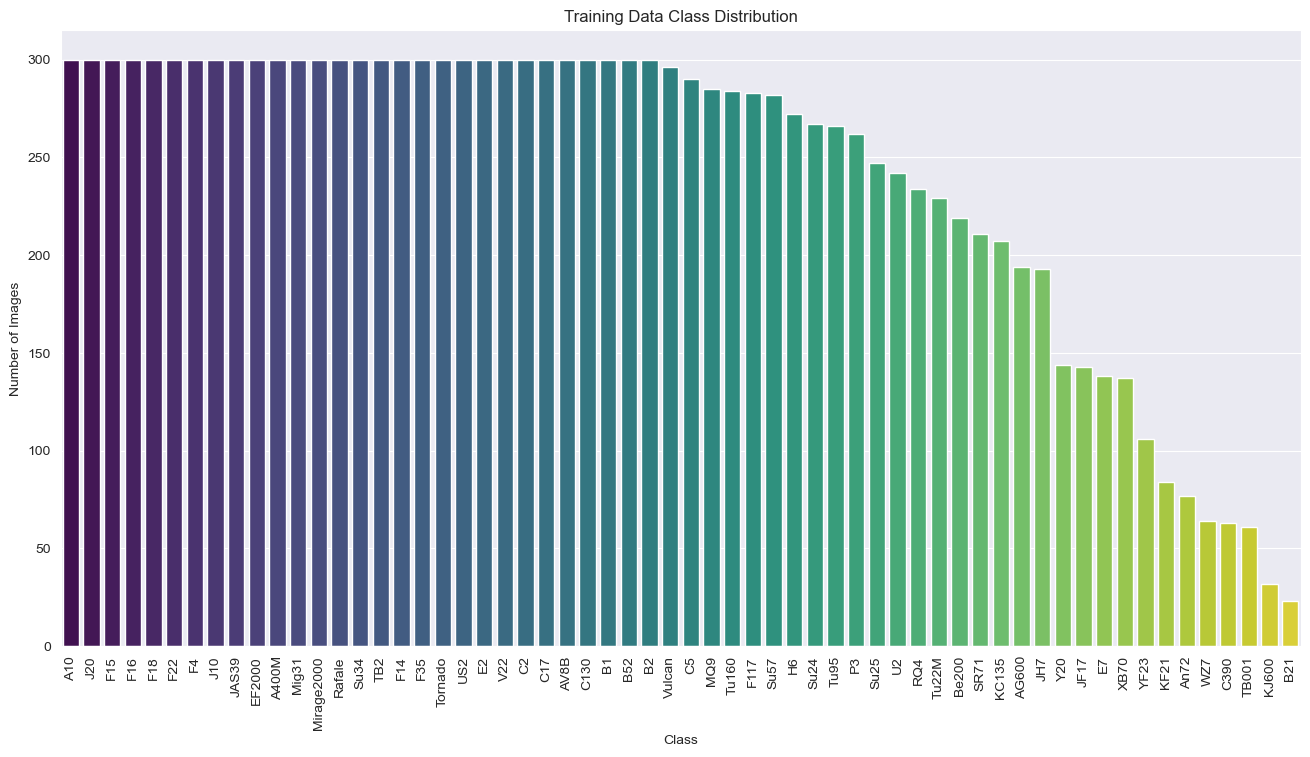 Training Data Class Distribution
Number of Images
300
250
200
150
100
50
0
A10
J20
F15
F16
F18
F22
F4
J10
JAS39
EF2000
A400M
Mig31
Mirage2000
Rafale
Su34
TB2
F14
F35
Tornado
US2
E2
V22
C2
C17
AV8B
C130
B1
B52
B2
Vulcan
C5
MQ9
Tu160
F117
Su57
H6
Su24
Tu95
P3
Su25
U2
RQ4
Tu22M
Be200
SR71
KC135
AG600
JH7
Y20
JF17
E7
XB70
YF23
KF21
An72
WZ7
C390
TB001
KJ600
B21
Class